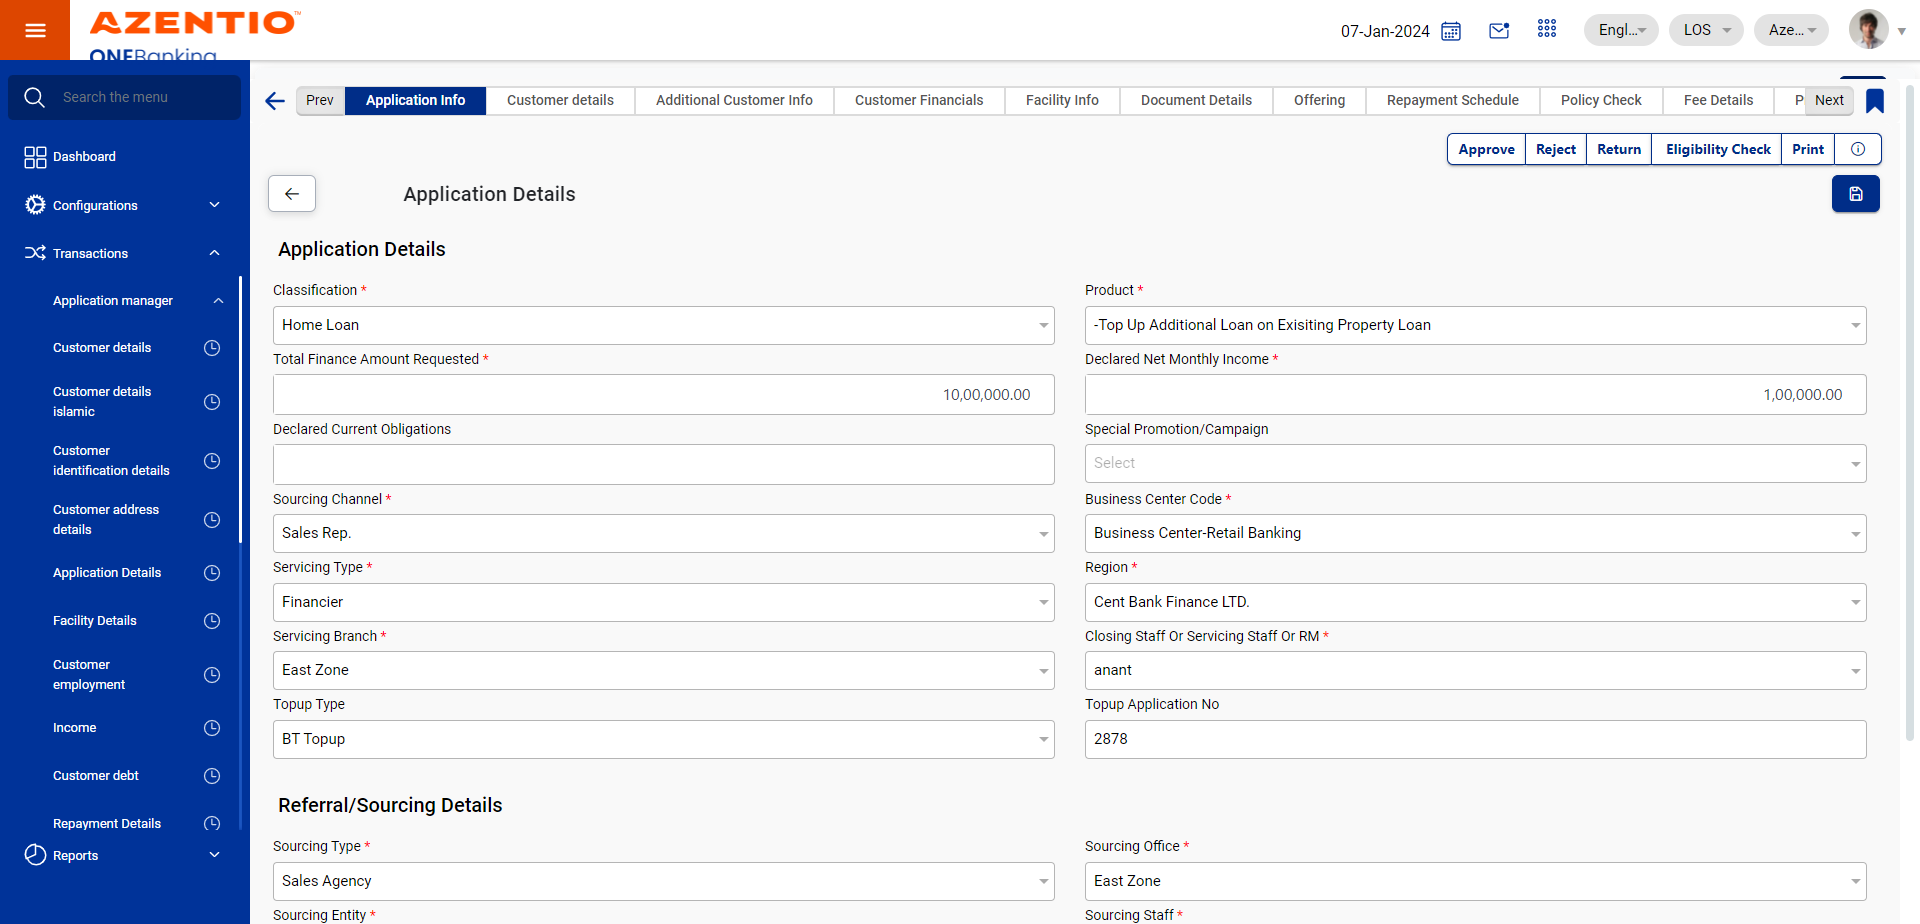 AZENTIO™
ONEBanking
07-Jan-2024
Engl...
LOS
Aze...
Search the menu
Dashboard
Configurations
Transactions
Application manager
Customer details
Customer details
islamic
Customer
identification details
Customer address
details
Application Details
Facility Details
Customer
employment
Income
Customer debt
Repayment Details
Reports
Prev
Application Info
Customer details
Additional Customer Info
Customer Financials
Facility Info
Document Details
Offering
Repayment Schedule
Policy Check
Fee Details
P
Next
Approve
Reject
Return
Eligibility Check
Print
Application Details
Application Details
Classification *
Home Loan
Product *
-Top Up Additional Loan on Exisiting Property Loan
Total Finance Amount Requested *
10,00,000.00
Declared Net Monthly Income *
1,00,000.00
Declared Current Obligations
Special Promotion/Campaign
Select
Sourcing Channel *
Sales Rep.
Business Center Code *
Business Center-Retail Banking
Servicing Type *
Financier
Region *
Cent Bank Finance LTD.
Servicing Branch *
East Zone
Closing Staff Or Servicing Staff Or RM *
anant
Topup Type
BT Topup
Topup Application No
2878
Referral/Sourcing Details
Sourcing Type *
Sales Agency
Sourcing Office *
East Zone
Sourcing Entity *
Sourcing Staff *